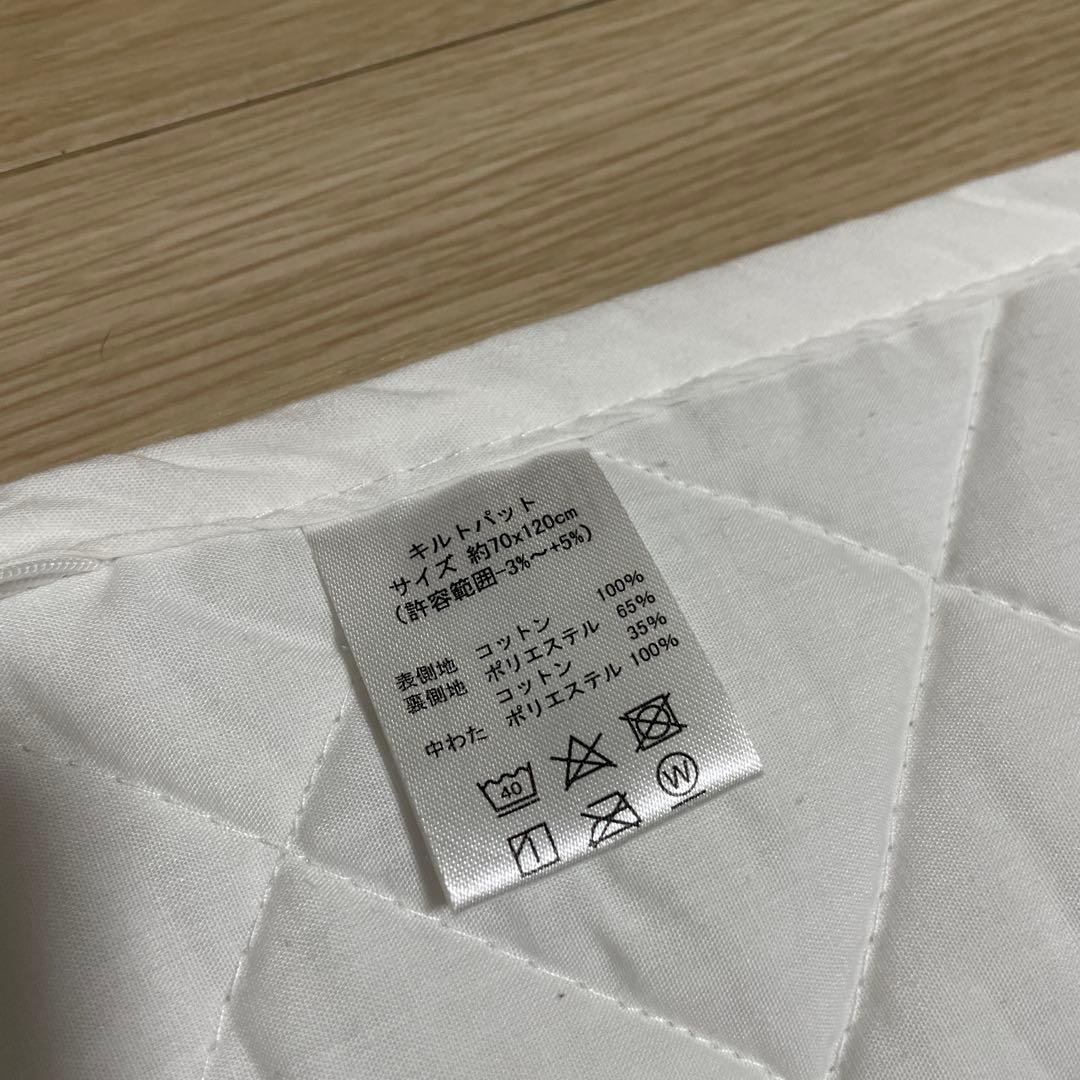 キルトパット
サイズ 約70x120cm
(許容範囲-3%～+5%)
表側地 コットン 100%
裏側地 ポリエステル 65%
コットン 35%
中わた ポリエステル 100%
40
W